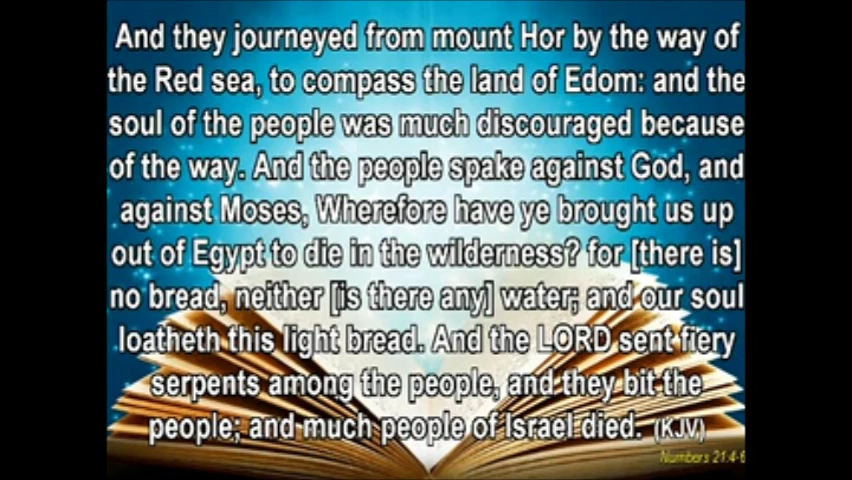 And they journeyed from mount Hor by the way of
the Red sea, to compass the land of Edom: and the
soul of the people was much discouraged because
of the way. And the people spake against God, and
against Moses, Wherefore have ye brought us up
out of Egypt to die in the wilderness? for [there is]
no bread, neither [is there any] water; and our soul
loatheth this light bread. And the LORD sent fiery
serpents among the people, and they bit the
people; and much people of Israel died. (KJV)
Numbers 21:4-6